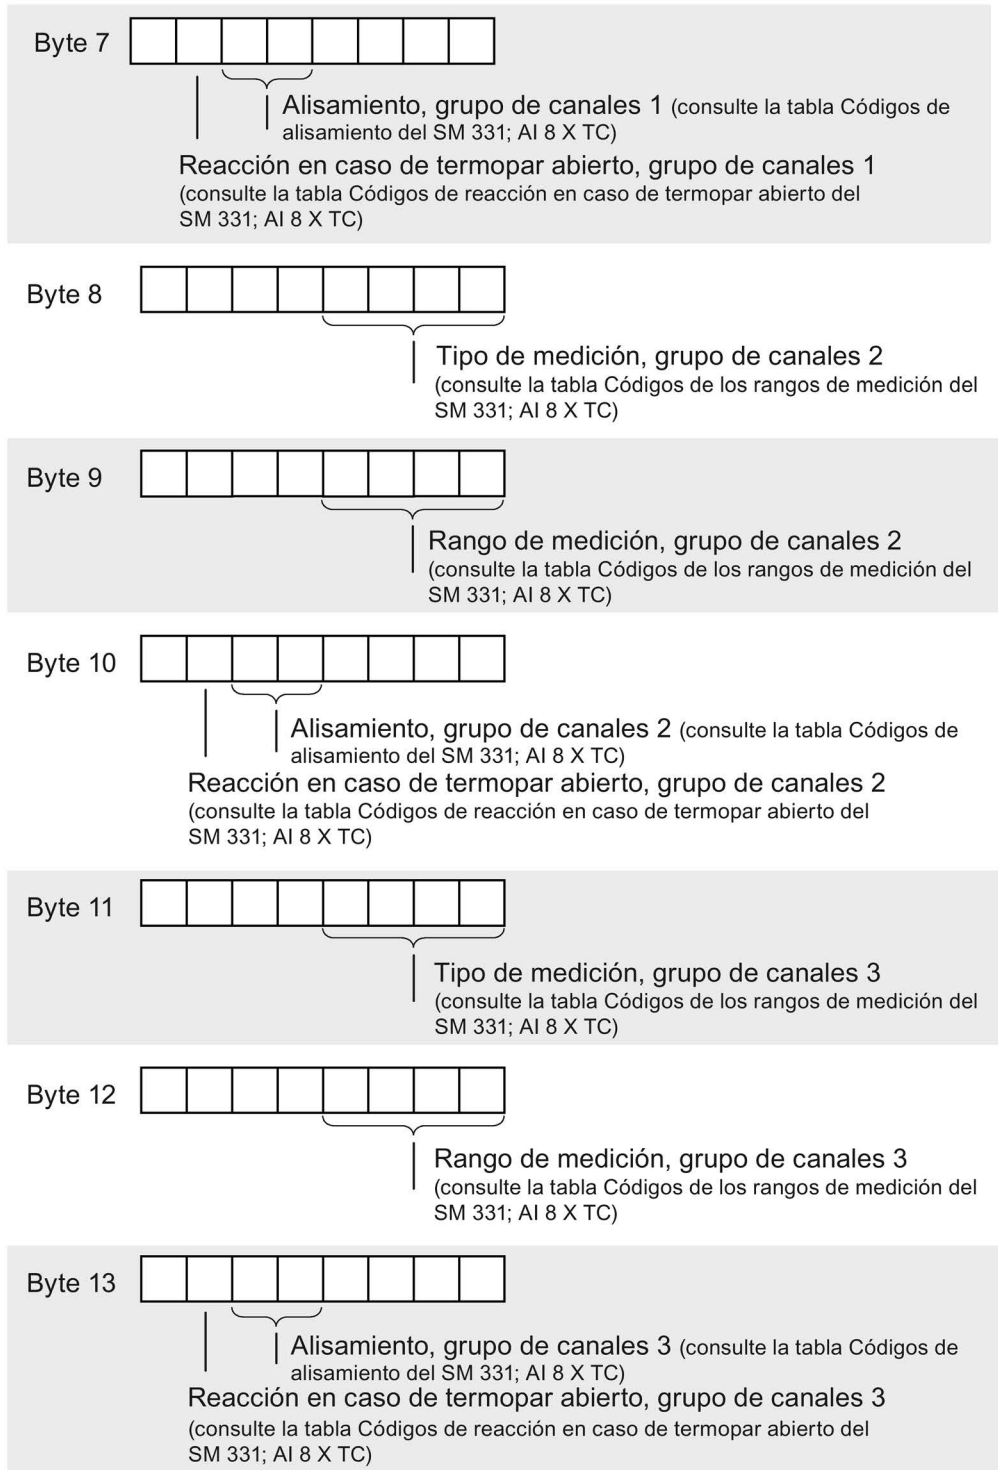 Byte 7
Alisamiento, grupo de canales 1 (consulte la tabla Códigos de
alisamiento del SM 331; AI 8 X TC)
Reacción en caso de termopar abierto, grupo de canales 1
(consulte la tabla Códigos de reacción en caso de termopar abierto del
SM 331; AI 8 X TC)
Byte 8
Tipo de medición, grupo de canales 2
(consulte la tabla Códigos de los rangos de medición del
SM 331; AI 8 X TC)
Byte 9
Rango de medición, grupo de canales 2
(consulte la tabla Códigos de los rangos de medición del
SM 331; AI 8 X TC)
Byte 10
Alisamiento, grupo de canales 2 (consulte la tabla Códigos de
alisamiento del SM 331; AI 8 X TC)
Reacción en caso de termopar abierto, grupo de canales 2
(consulte la tabla Códigos de reacción en caso de termopar abierto del
SM 331; AI 8 X TC)
Byte 11
Tipo de medición, grupo de canales 3
(consulte la tabla Códigos de los rangos de medición del
SM 331; AI 8 X TC)
Byte 12
Rango de medición, grupo de canales 3
(consulte la tabla Códigos de los rangos de medición del
SM 331; AI 8 X TC)
Byte 13
Alisamiento, grupo de canales 3 (consulte la tabla Códigos de
alisamiento del SM 331; AI 8 X TC)
Reacción en caso de termopar abierto, grupo de canales 3
(consulte la tabla Códigos de reacción en caso de termopar abierto del
SM 331; AI 8 X TC)